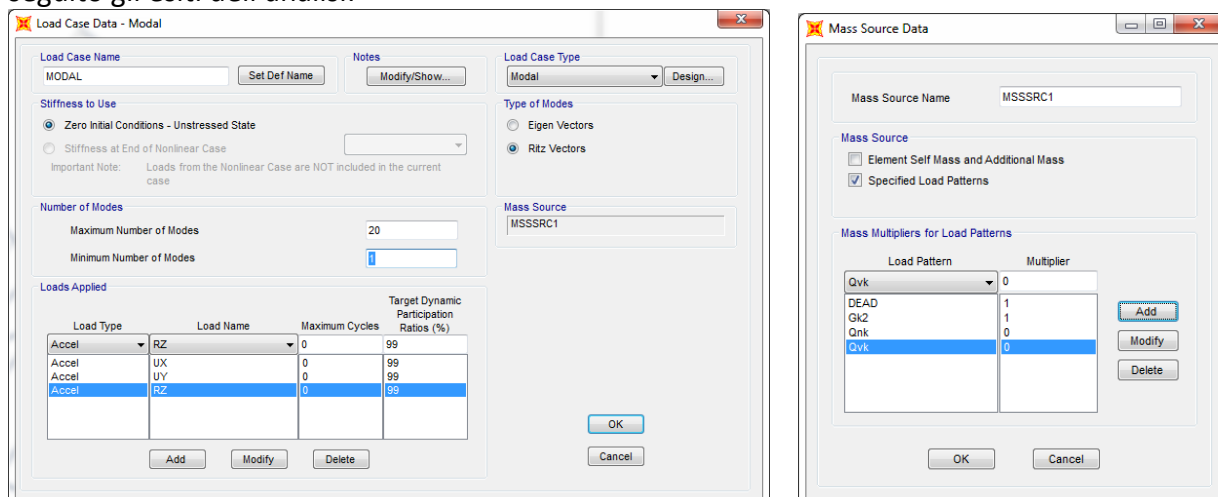 seguito gli esiti dell'analisi.
Load Case Data - Modal
Load Case Name
MODAL
Set Def Name
Notes
Modify/Show...
Load Case Type
Modal
Design...
Stiffness to Use
Zero Initial Conditions - Unstressed State
Stiffness at End of Nonlinear Case
Important Note: Loads from the Nonlinear Case are NOT included in the current
case
Type of Modes
Eigen Vectors
Ritz Vectors
Number of Modes
Maximum Number of Modes 20
Minimum Number of Modes 1
Mass Source
MSSSRC1
Loads Applied
Target Dynamic
Participation
Load Type Load Name Maximum Cycles Ratios (%)
Accel RZ 0 99
Accel UX 0 99
Accel UY 0 99
Accel RZ 0 99
Add Modify Delete
OK
Cancel
Mass Source Data
Mass Source Name MSSSRC1
Mass Source
Element Self Mass and Additional Mass
Specified Load Patterns
Mass Multipliers for Load Patterns
Load Pattern Multiplier
Qvk 0
DEAD 1
Gk2 1
Qnk 0
Qvk 0
Add
Modify
Delete
OK Cancel